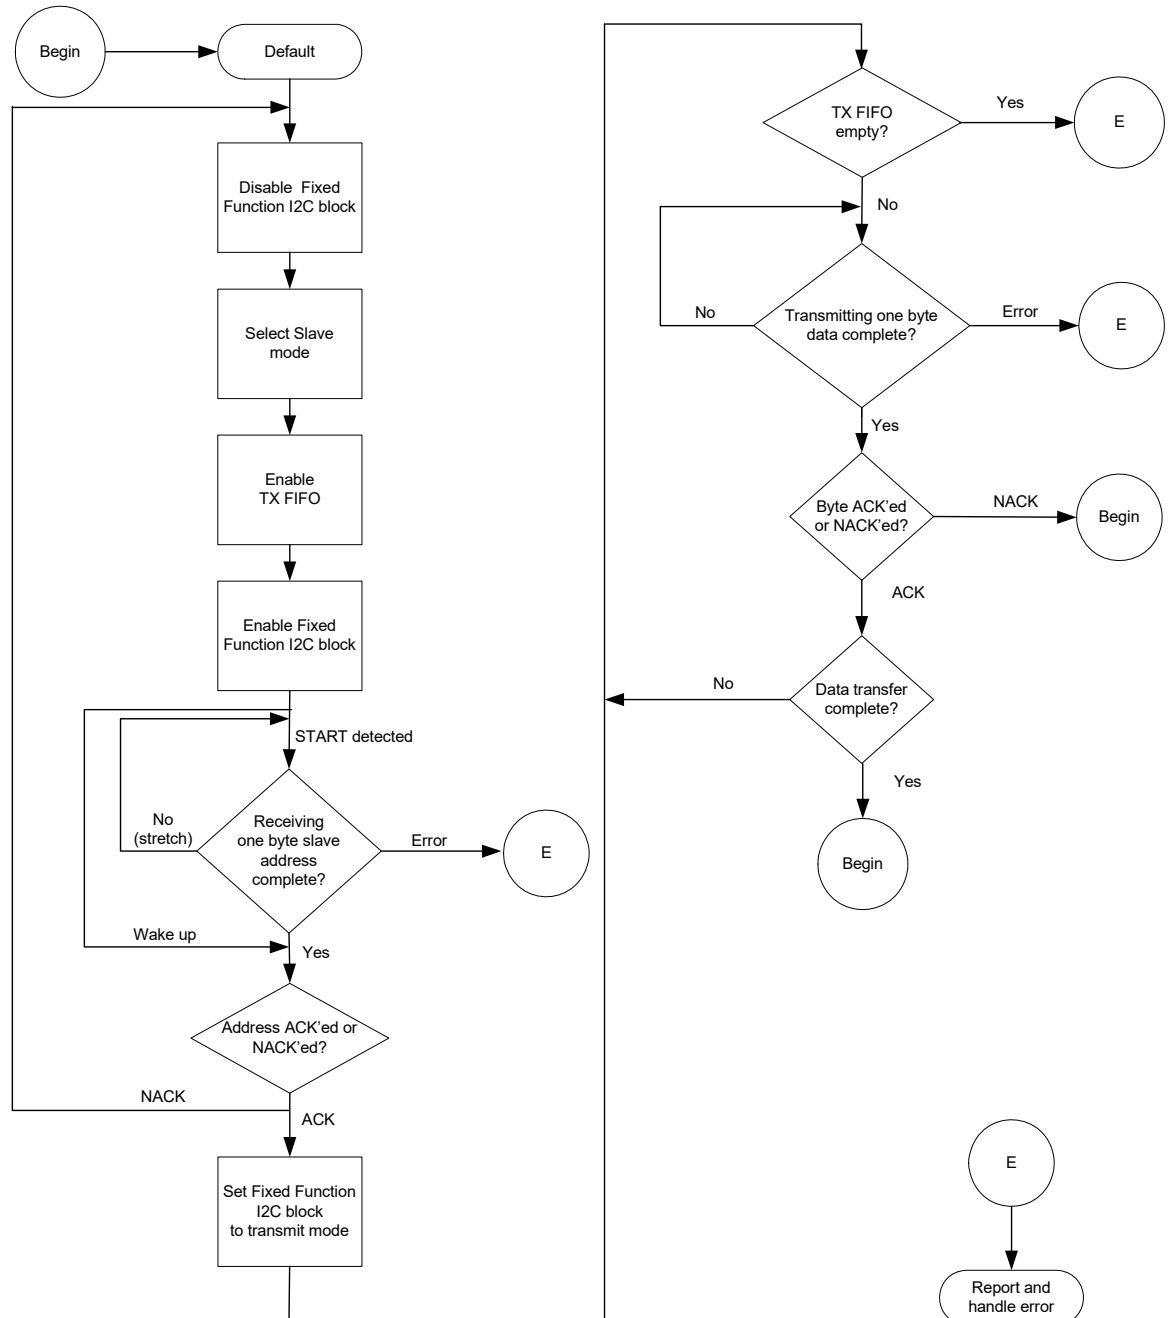 Begin
Default
Disable Fixed
Function I2C block
Select Slave
mode
Enable
TX FIFO
Enable Fixed
Function I2C block
START detected
No
(stretch)
Receiving
one byte slave
address
complete?
Error
E
Wake up
Yes
Address ACK'ed or
NACK'ed?
NACK
ACK
Set Fixed Function
I2C block
to transmit mode
TX FIFO
empty?
Yes
E
No
No
Transmitting one byte
data complete?
Error
E
Yes
Byte ACK'ed
or NACK'ed?
NACK
Begin
ACK
No
Data transfer
complete?
Yes
Begin
E
Report and
handle error